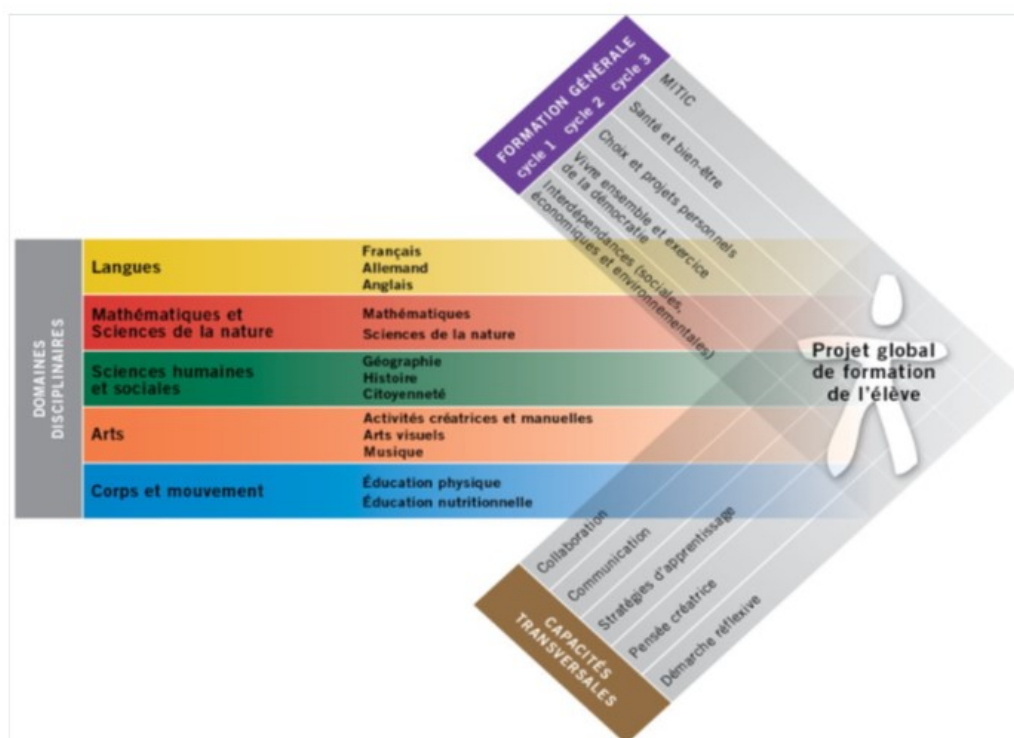 FORMATION GÉNÉRALE
cycle 1 cycle 2 cycle 3
MITIC
Santé et bien-être
Choix et projets personnels
Vivre ensemble et exercice
de la démocratie
Interdépendances (sociales,
économiques et environnementales)
DOMAINES
DISCIPLINAIRES
Langues
Français
Allemand
Anglais
Mathématiques et
Sciences de la nature
Mathématiques
Sciences de la nature
Sciences humaines
et sociales
Géographie
Histoire
Citoyenneté
Arts
Activités créatrices et manuelles
Arts visuels
Musique
Corps et mouvement
Éducation physique
Éducation nutritionnelle
Projet global
de formation
de l'élève
Collaboration
Communication
Stratégies d'apprentissage
Pensée créatrice
Démarche réflexive
CAPACITÉS
TRANSVERSALES